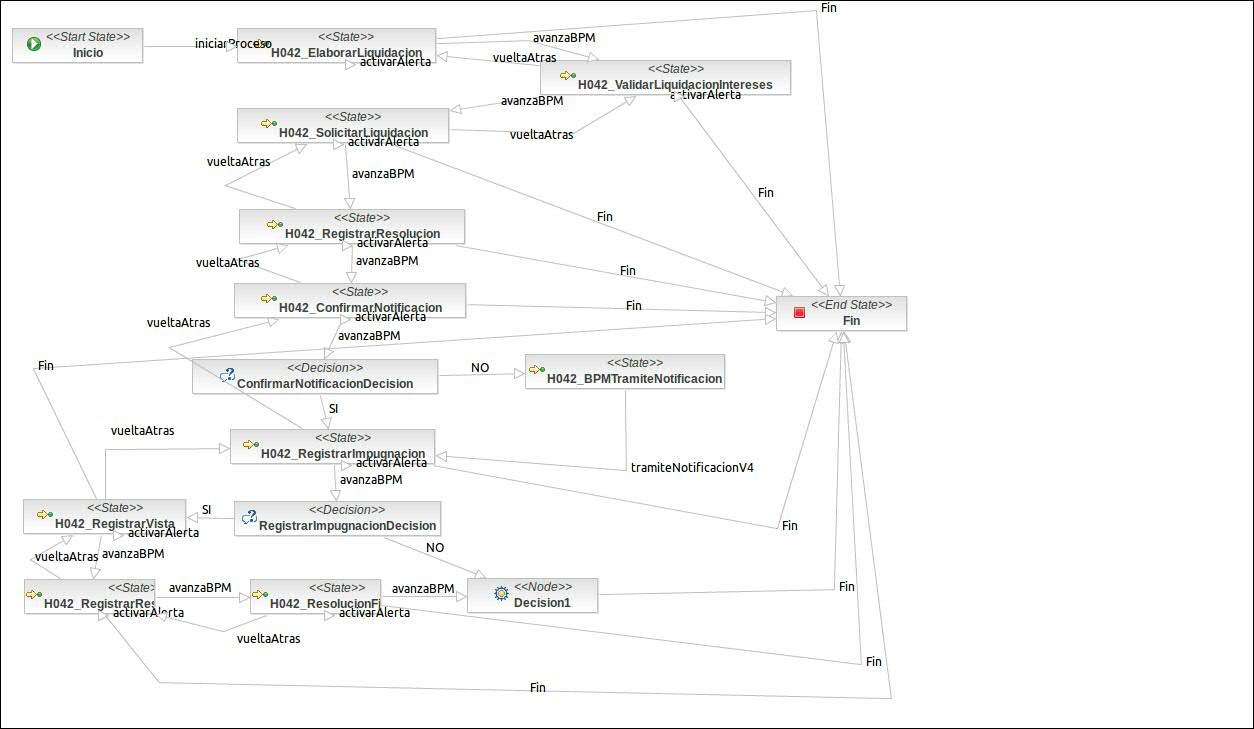 Fin
<<Start State>>
Inicio
iniciarProceso
<<State>>
H042_ElaborarLiquidacion
activarAlerta
avanzaBPM
vueltaAtras
<<State>>
H042_ValidarLiquidacionIntereses
activarAlerta
avanzaBPM
<<State>>
H042_SolicitarLiquidacion
activarAlerta
vueltaAtras
vueltaAtras
avanzaBPM
Fin
Fin
<<State>>
H042_RegistrarResolucion
activarAlerta
vueltaAtras
avanzaBPM
Fin
<<State>>
H042_ConfirmarNotificacion
activarAlerta
Fin
<<End State>>
Fin
vueltaAtras
avanzaBPM
Fin
<<Decision>>
ConfirmarNotificacionDecision
NO
<<State>>
H042_BPMTramiteNotificacion
SI
vueltaAtras
<<State>>
H042_RegistrarImpugnacion
activarAlerta
tramiteNotificacionV4
avanzaBPM
<<State>>
H042_RegistrarVista
activarAlerta
SI
<<Decision>>
RegistrarImpugnacionDecision
Fin
vueltaAtras
avanzaBPM
NO
<<State>
H042_RegistrarRes
activarAlerta
avanzaBPM
<<State>>
H042_ResolucionFi
activarAlerta
avanzaBPM
<<Node>>
Decision1
Fin
vueltaAtras
Fin
Fin